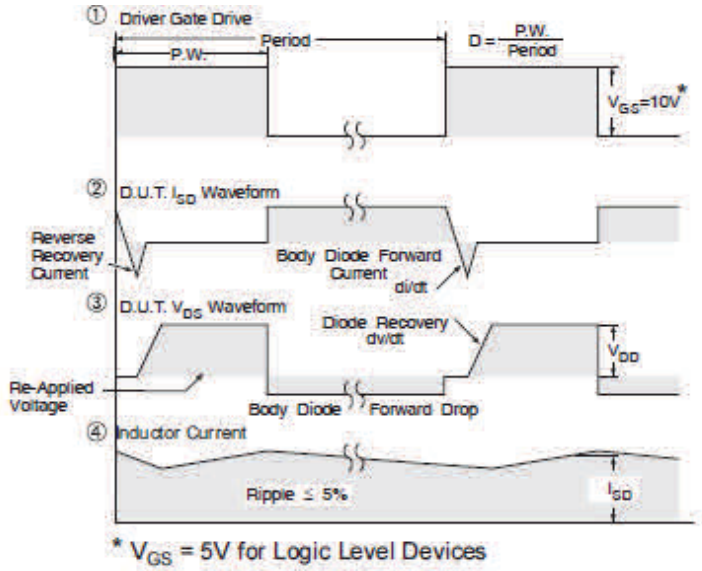 ① Driver Gate Drive
P.W.
Period
D = P.W.
Period
V_GS=10V*
② D.U.T. I_SD Waveform
Reverse
Recovery
Current
Body Diode Forward
Current
di/dt
③ D.U.T. V_DS Waveform
Diode Recovery
dv/dt
V_DD
Re-Applied
Voltage
Body Diode Forward Drop
④ Inductor Current
Ripple ≤ 5%
I_SD
* V_GS = 5V for Logic Level Devices